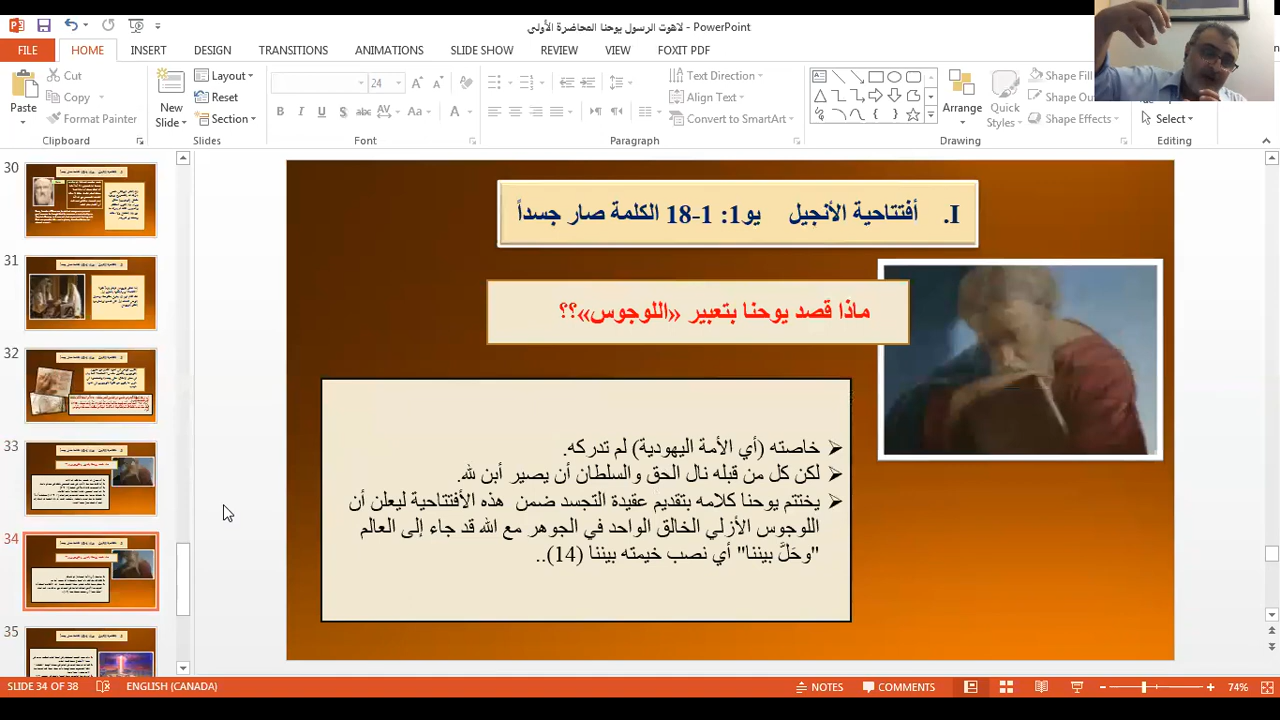 لاهوت الرسول يوحنا المحاضرة الأولى - PowerPoint
FILE HOME INSERT DESIGN TRANSITIONS ANIMATIONS SLIDE SHOW REVIEW VIEW FOXIT PDF
Paste
Cut
Copy
Format Painter
Clipboard
New
Slide
Layout
Reset
Section
Slides
24
B I U S abc AV Aa A
Font
Text Direction
Align Text
Convert to SmartArt
Paragraph
Arrange
Quick
Styles
Shape Fill
Shape Ou
Shape Effects
Drawing
Select
Editing
30
31
32
33
34
35
I. أفتتاحية الأنجيل يو1: 1-18 الكلمة صار جسداً
ماذا قصد يوحنا بتعبير «اللوجوس»؟؟
خاصته (أي الأمة اليهودية) لم تدركه.
لكن كل من قبله نال الحق والسلطان أن يصير أبن لله.
يختتم يوحنا كلامه بتقديم عقيدة التجسد ضمن هذه الأفتتاحية ليعلن أن
اللوجوس الأزلي الخالق الواحد في الجوهر مع الله قد جاء إلى العالم
"وحَلَّ بيننا" أي نصب خيمته بيننا (14)..
SLIDE 34 OF 38 ENGLISH (CANADA) NOTES COMMENTS 74%